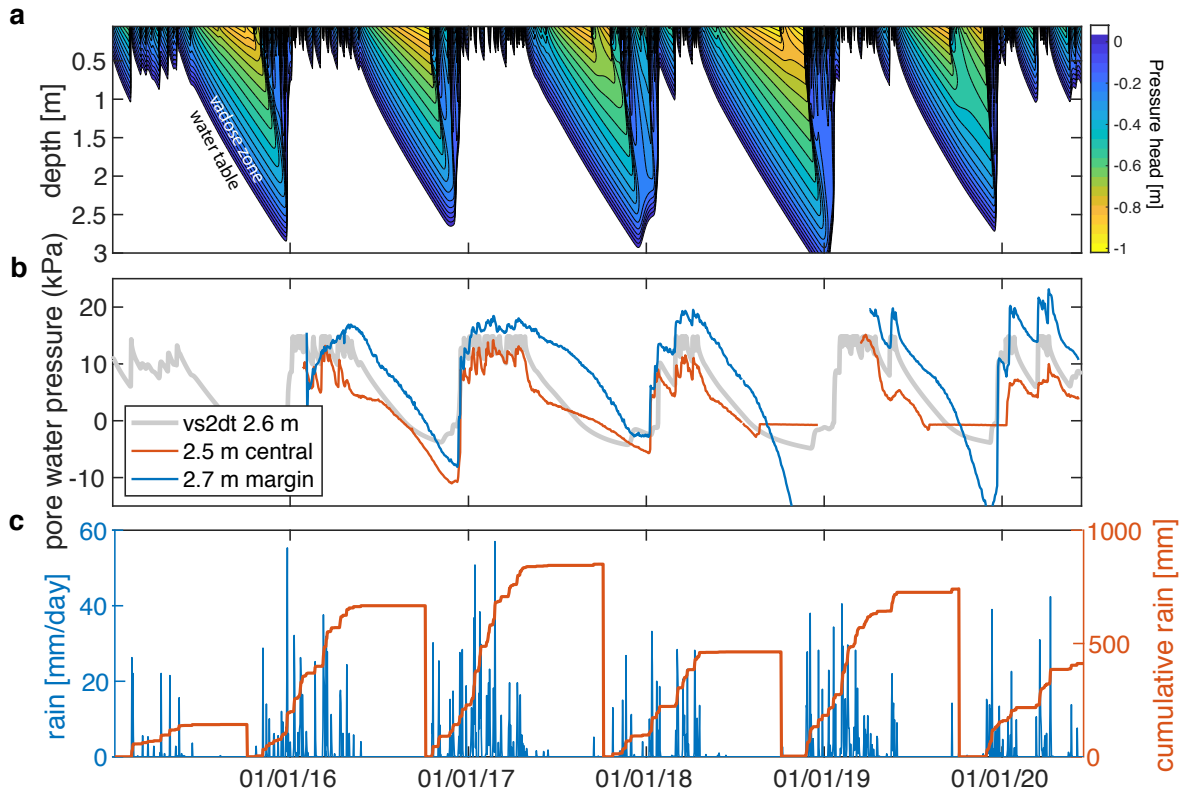 a
0.5
1
1.5
2
2.5
3
depth [m]
vadose zone
water table
0
-0.2
-0.4
-0.6
-0.8
-1
Pressure head [m]
b
20
10
0
-10
pore water pressure (kPa)
vs2dt 2.6 m
2.5 m central
2.7 m margin
c
60
40
20
0
rain [mm/day]
1000
500
0
cumulative rain [mm]
01/01/16
01/01/17
01/01/18
01/01/19
01/01/20